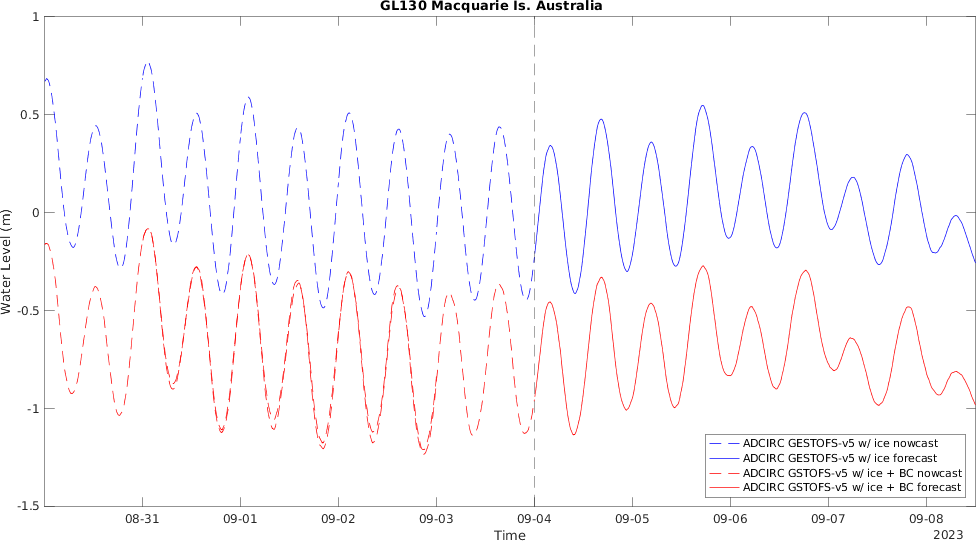 GL130 Macquarie Is. Australia
1
0.5
0
-0.5
-1
-1.5
Water Level (m)
08-31
09-01
09-02
09-03
09-04
09-05
09-06
09-07
09-08
Time
2023
ADCIRC GESTOFS-v5 w/ ice nowcast
ADCIRC GESTOFS-v5 w/ ice forecast
ADCIRC GSTOFS-v5 w/ ice + BC nowcast
ADCIRC GSTOFS-v5 w/ ice + BC forecast